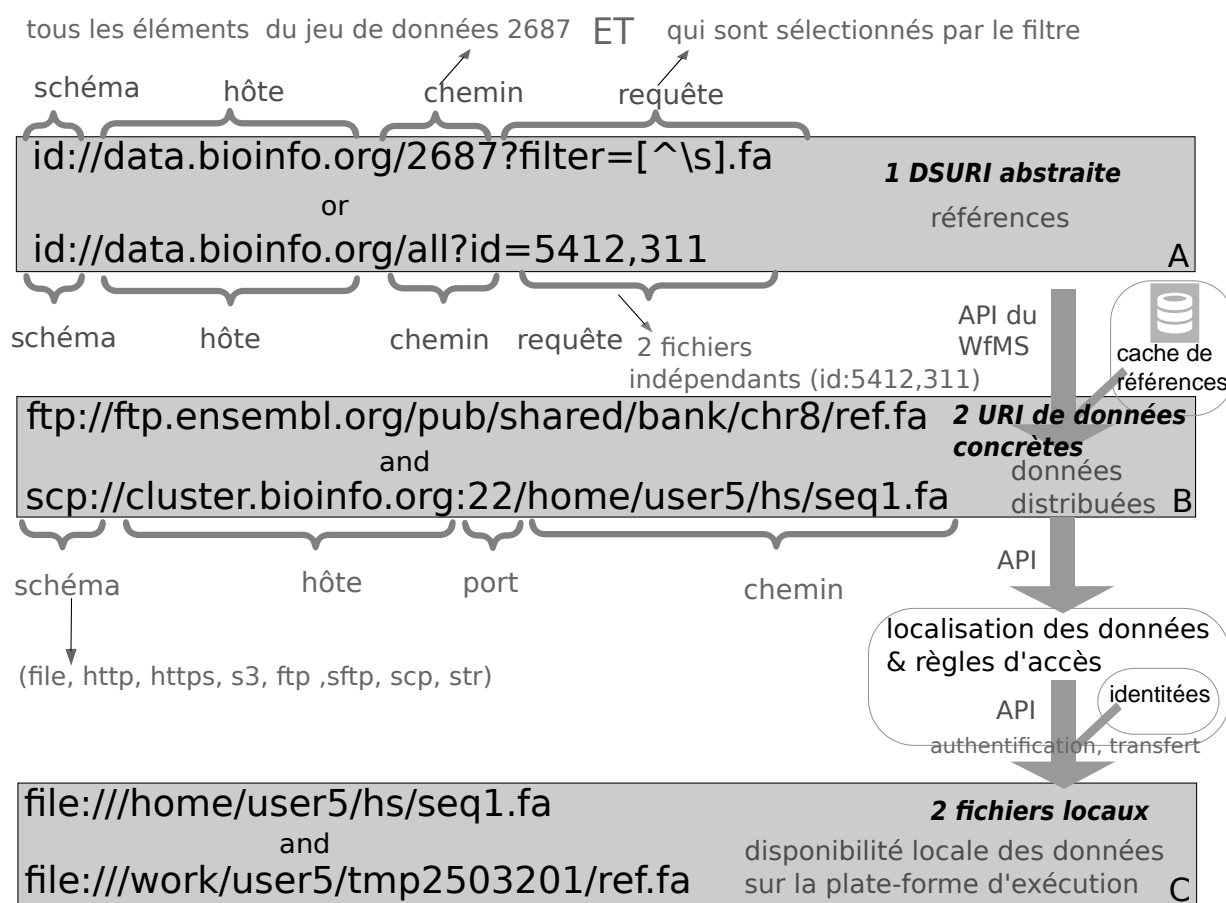 tous les éléments  du jeu de données 2687 ET qui sont sélectionnés par le filtre
schéma hôte chemin requête
id://data.bioinfo.org/2687?filter=[^\s].fa
1 DSURI abstraite
or
références
id://data.bioinfo.org/all?id=5412,311
A
schéma hôte chemin requête 2 fichiers
indépendants (id:5412,311)
API du
WfMS
cache de
références
ftp://ftp.ensembl.org/pub/shared/bank/chr8/ref.fa
2 URI de données
concrètes
and
données
distribuées
scp://cluster.bioinfo.org:22/home/user5/hs/seq1.fa
B
schéma hôte port chemin
API
(file, http, https, s3, ftp ,sftp, scp, str)
localisation des données
& règles d'accès
identitées
API
authentification, transfert
file:///home/user5/hs/seq1.fa
2 fichiers locaux
and
file:///work/user5/tmp2503201/ref.fa
disponibilité locale des données
sur la plate-forme d'exécution
C